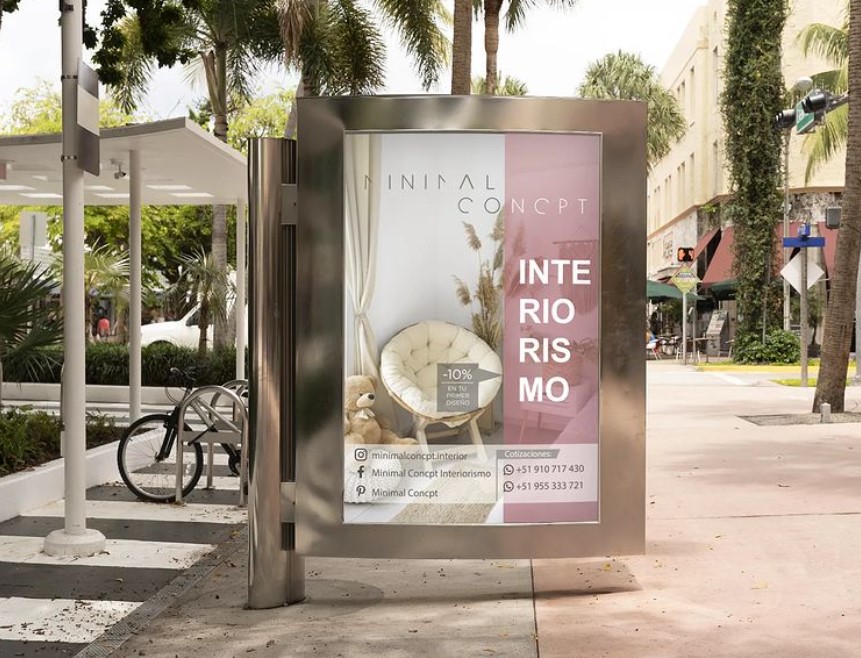 MINIMAL
CONCPT
INTE
RIO
RIS
MO
-10%
EN TU
PRIMER
DISEÑO
minimalconcpt.interior
Minimal Concpt Interiorismo
Minimal Concpt
Cotizaciones:
+51 910 717 430
+51 955 333 721